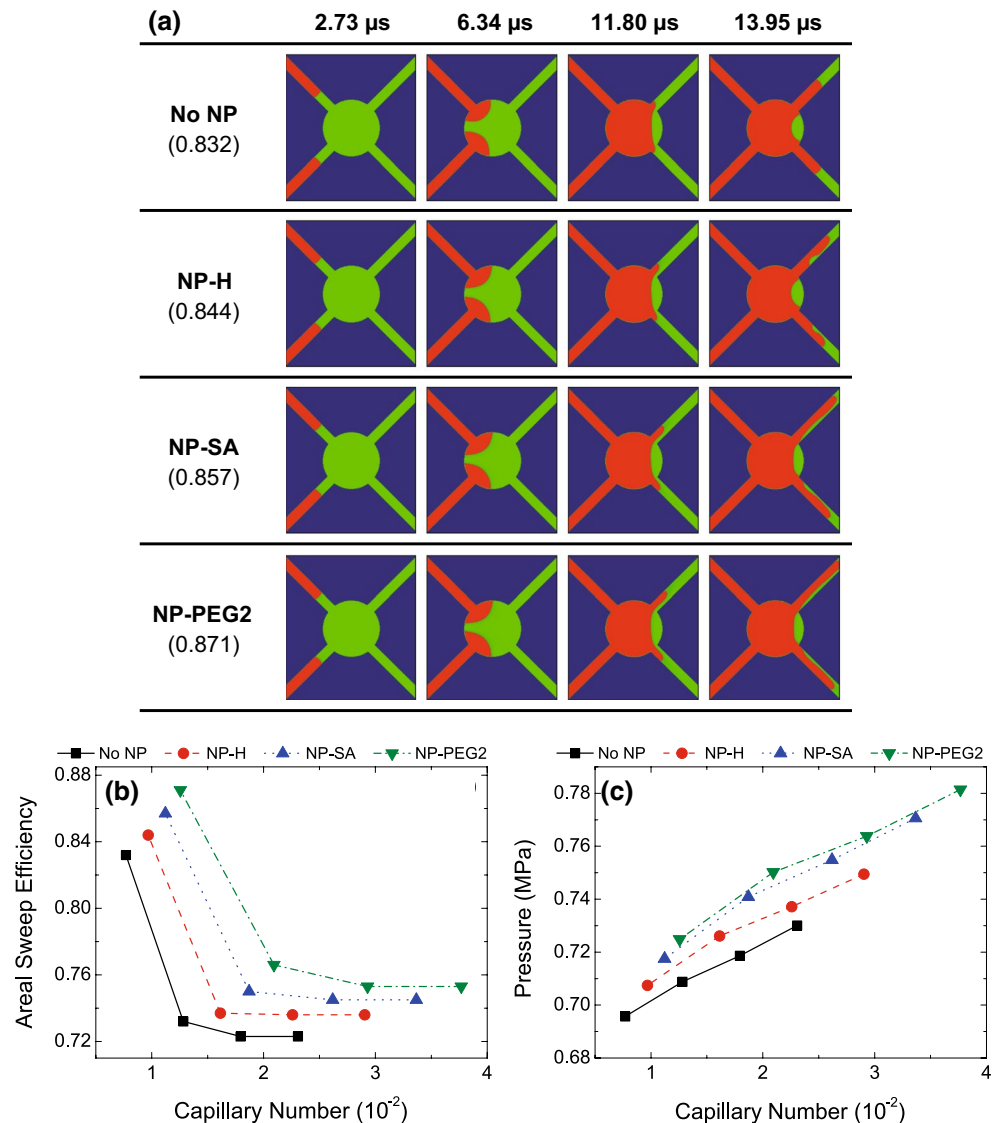 (a) 2.73 µs 6.34 µs 11.80 µs 13.95 µs
No NP
(0.832)
NP-H
(0.844)
NP-SA
(0.857)
NP-PEG2
(0.871)
No NP NP-H NP-SA NP-PEG2
(b)
0.88
0.84
0.80
0.76
0.72
Areal Sweep Efficiency
1 2 3 4
Capillary Number (10⁻²)
No NP NP-H NP-SA NP-PEG2
(c)
0.78
0.76
0.74
0.72
0.70
0.68
Pressure (MPa)
1 2 3 4
Capillary Number (10⁻²)